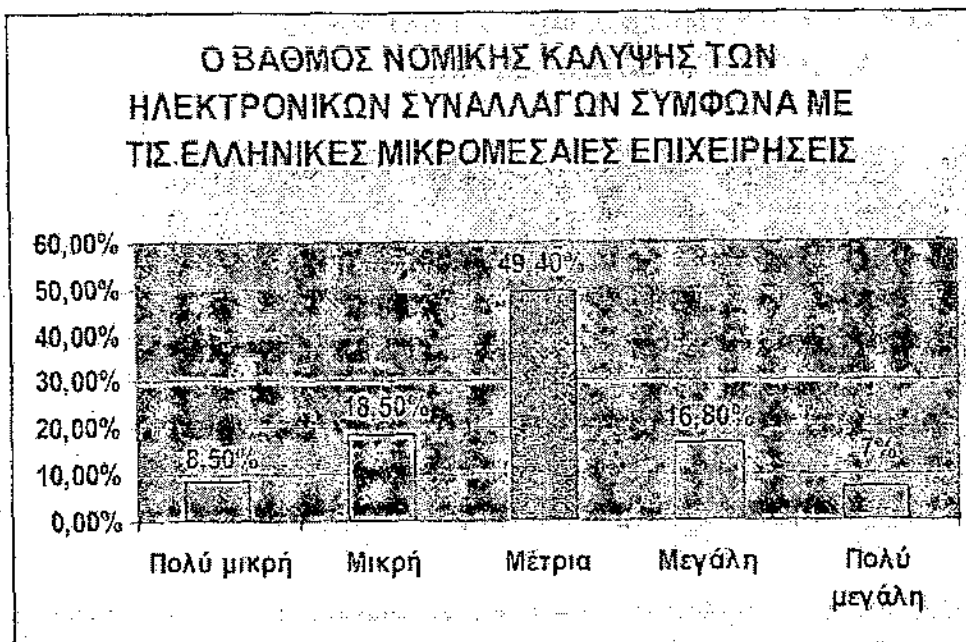 Ο ΒΑΘΜΟΣ ΝΟΜΙΚΗΣ ΚΑΛΥΨΗΣ ΤΩΝ
ΗΛΕΚΤΡΟΝΙΚΩΝ ΣΥΝΑΛΛΑΓΩΝ ΣΥΜΦΩΝΑ ΜΕ
ΤΙΣ ΕΛΛΗΝΙΚΕΣ ΜΙΚΡΟΜΕΣΑΙΕΣ ΕΠΙΧΕΙΡΗΣΕΙΣ
60,00%
50,00%
40,00%
30,00%
20,00%
10,00%
0,00%
8,50%
18,50%
49,40%
16,80%
7%
Πολύ μικρή
Μικρή
Μέτρια
Μεγάλη
Πολύ
μεγάλη